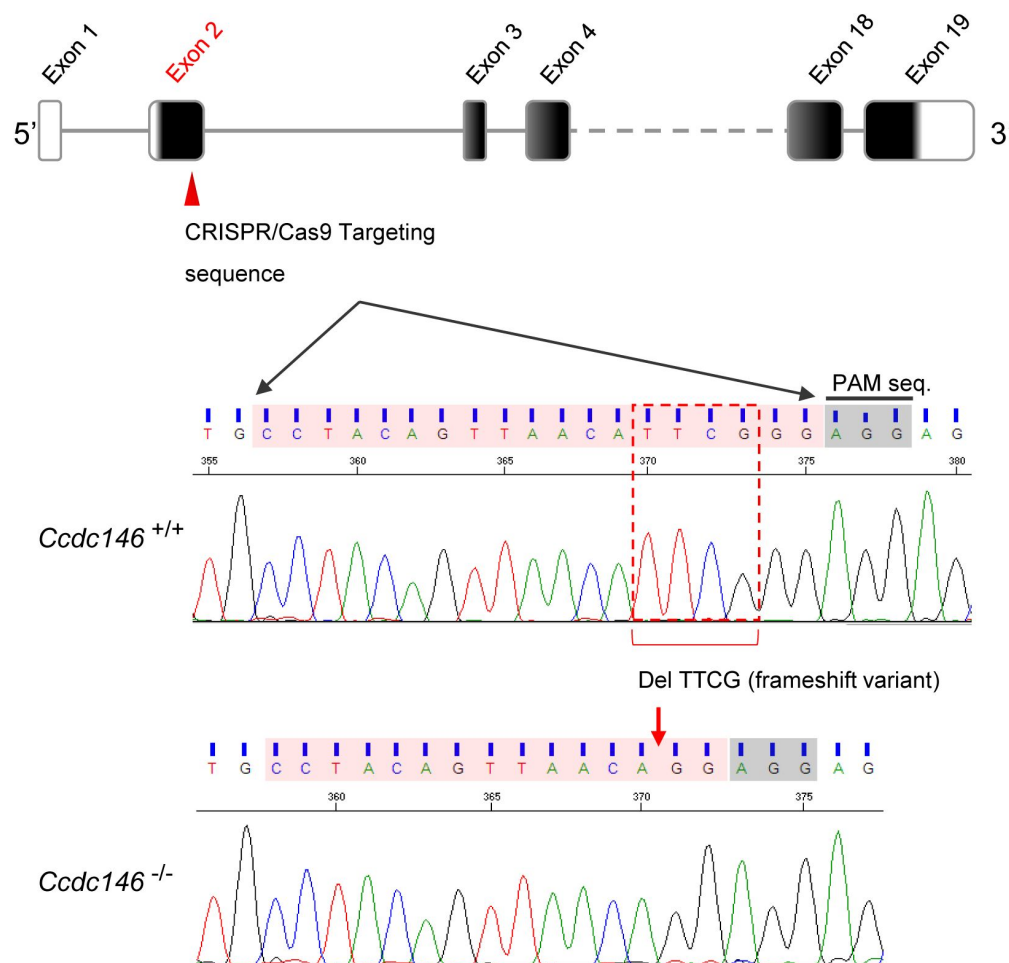 Exon 1
Exon 2
Exon 3
Exon 4
Exon 18
Exon 19
5'
3
CRISPR/Cas9 Targeting
sequence
PAM seq.
T G C C T A C A G T T A A C A T T C G G G A G G A G
355 360 365 370 375 380
Ccdc146 +/+
Del TTCG (frameshift variant)
T G C C T A C A G T T A A C A G G A G G A G
360 365 370 375
Ccdc146 -/-